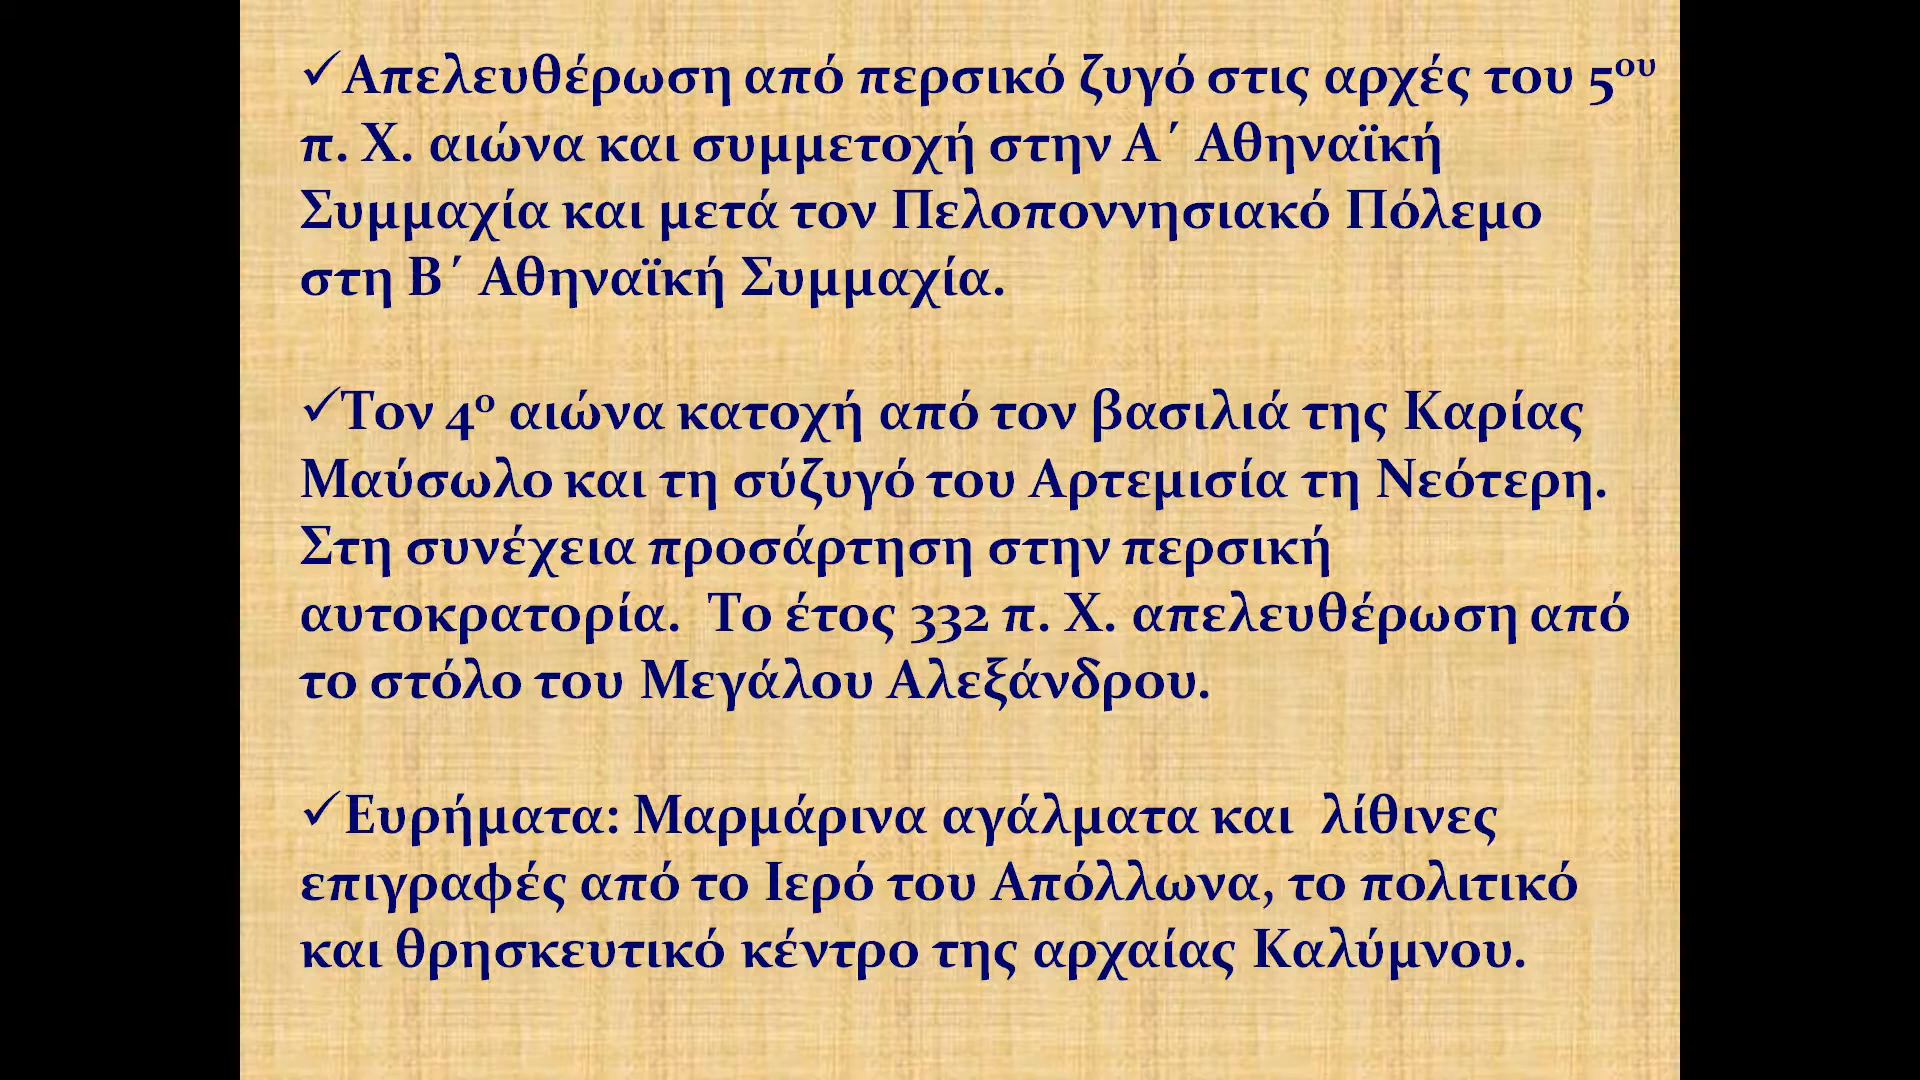 ✓Απελευθέρωση από περσικό ζυγό στις αρχές του 5ου
π. Χ. αιώνα και συμμετοχή στην Α΄ Αθηναϊκή
Συμμαχία και μετά τον Πελοποννησιακό Πόλεμο
στη Β΄ Αθηναϊκή Συμμαχία.
✓Τον 4ο αιώνα κατοχή από τον βασιλιά της Καρίας
Μαύσωλο και τη σύζυγό του Αρτεμισία τη Νεότερη.
Στη συνέχεια προσάρτηση στην περσική
αυτοκρατορία. Το έτος 332 π. Χ. απελευθέρωση από
το στόλο του Μεγάλου Αλεξάνδρου.
✓Ευρήματα: Μαρμάρινα αγάλματα και λίθινες
επιγραφές από το Ιερό του Απόλλωνα, το πολιτικό
και θρησκευτικό κέντρο της αρχαίας Καλύμνου.